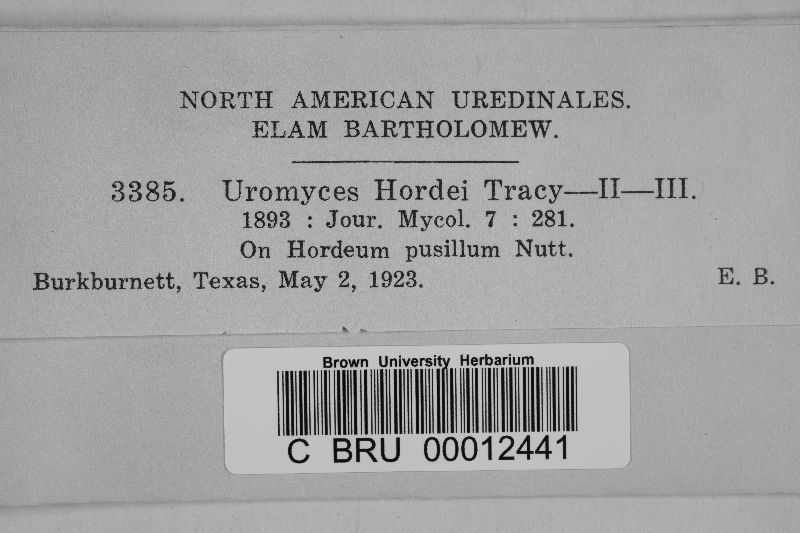 NORTH AMERICAN UREDINALES.
ELAM BARTHOLOMEW.
3385. Uromyces Hordei Tracy—II—III.
1893 : Jour. Mycol. 7 : 281.
On Hordeum pusillum Nutt.
Burkburnett, Texas, May 2, 1923. E. B.
Brown University Herbarium
C BRU 00012441